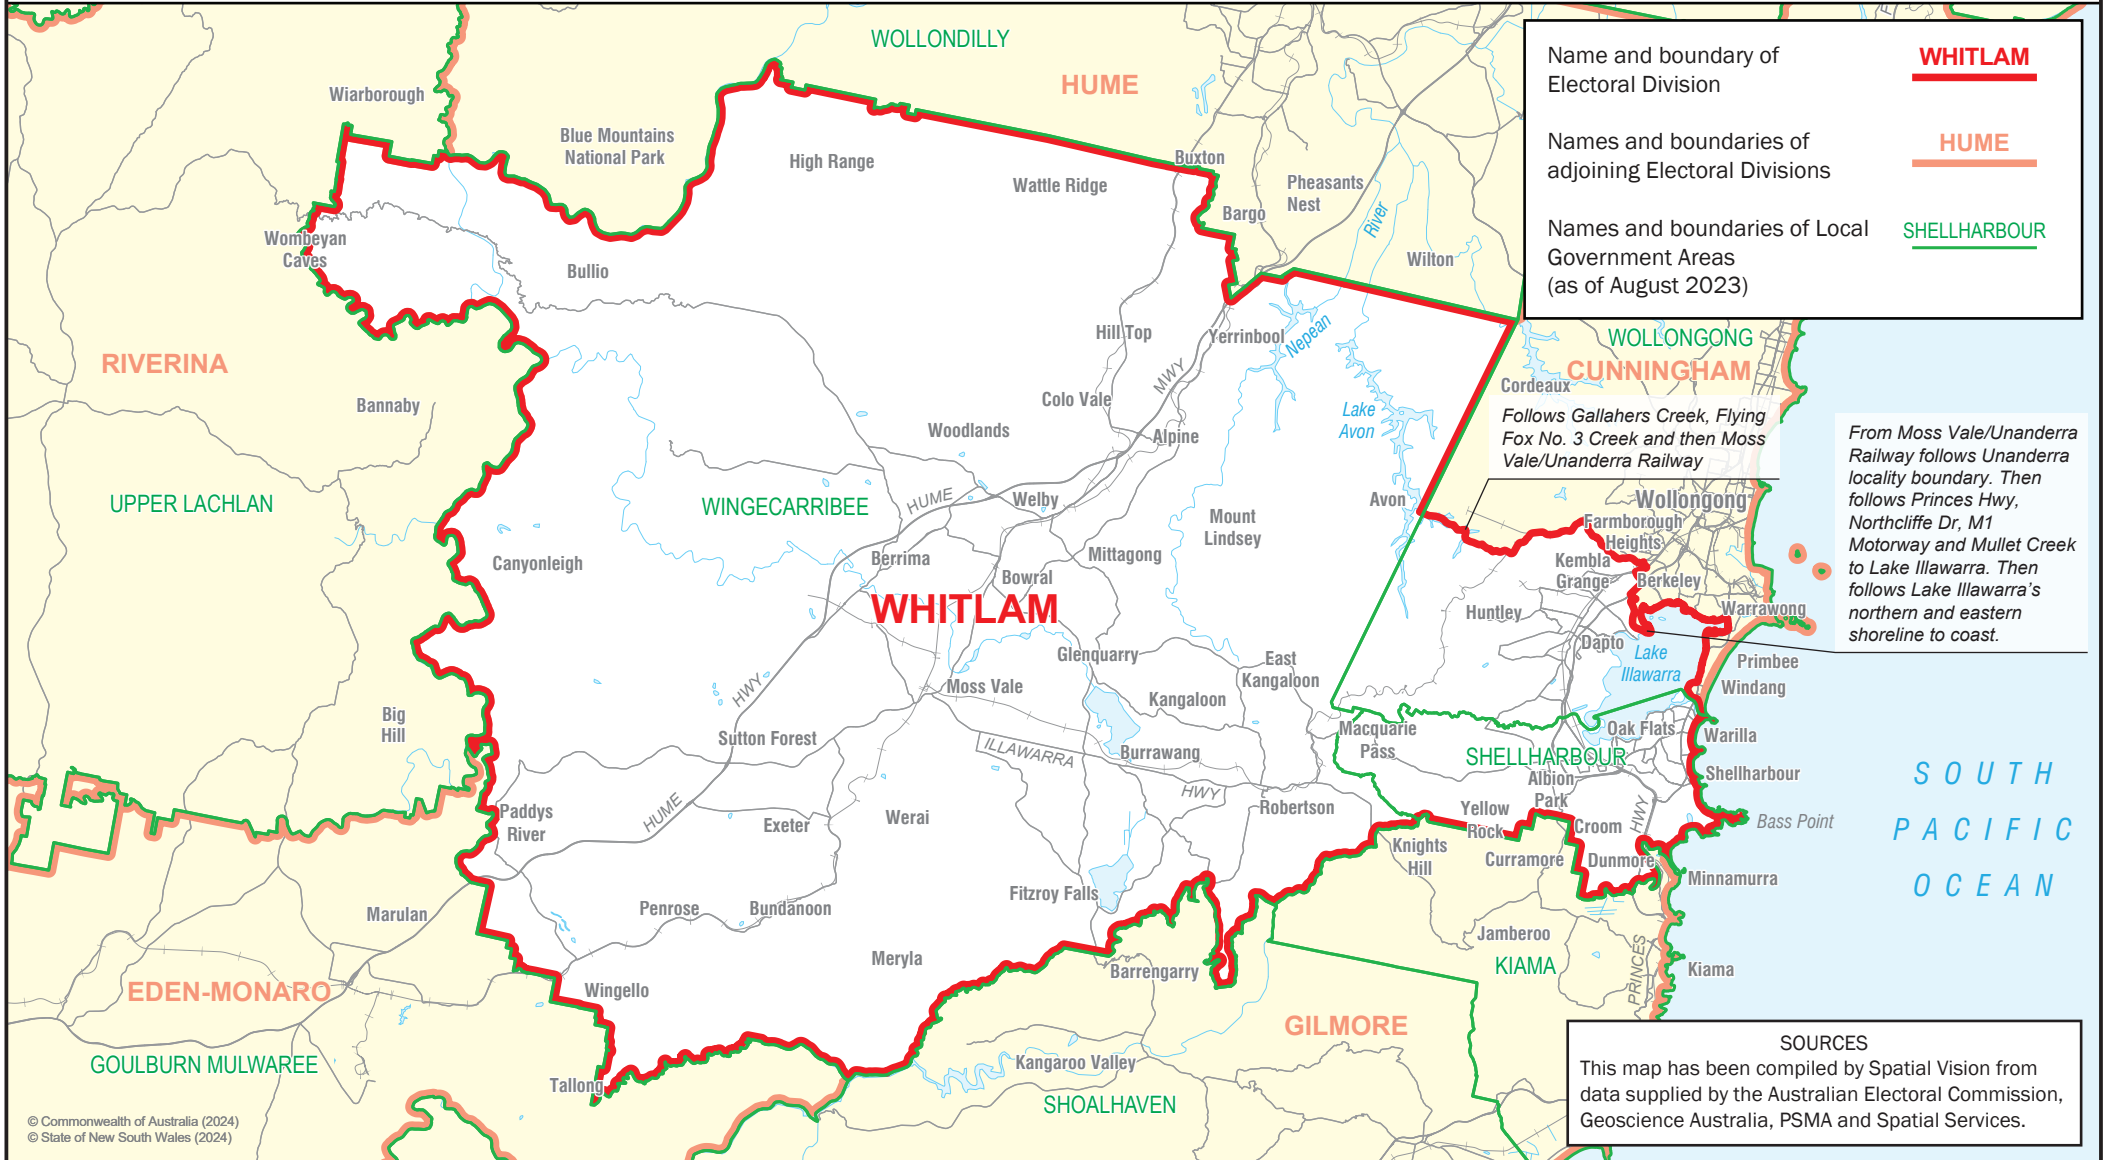 WOLLONDILLY
HUME
Wiarborough
Blue Mountains
National Park
High Range
Wattle Ridge
Buxton
Pheasants
Nest
Bargo
River
Wilton
Wombeyan
Caves
Bullio
Hill Top
Yerrinbool
Nepean
MWY
RIVERINA
Bannaby
Colo Vale
Woodlands
Alpine
Lake
Avon
Cordeaux
WOLLONGONG
CUNNINGHAM
UPPER LACHLAN
WINGECARRIBEE
HUME
Welby
Mount
Lindsey
Avon
Wollongong
Farmborough
Heights
Kembla
Grange
Berkeley
Warrawong
Canyonleigh
Berrima
Mittagong
Bowral
WHITLAM
Huntley
Dapto
Lake
Illawarra
Primbee
Windang
Glenquarry
East
Kangaloon
Moss Vale
Kangaloon
HWY
Big
Hill
Sutton Forest
ILLAWARRA
Burrawang
HWY
Macquarie
Pass
SHELLHARBOUR
Oak Flats
Warilla
Albion
Park
Shellharbour
Paddys
River
HUME
Exeter
Werai
Robertson
Yellow
Rock
Croom
HWY
Bass Point
Knights
Hill
Curramore
Dunmore
Minnamurra
Marulan
Penrose
Bundanoon
Fitzroy Falls
Meryla
Barrengarry
Jamberoo
KIAMA
PRINCES
Kiama
EDEN-MONARO
Wingello
GILMORE
GOULBURN MULWAREE
Tallong
Kangaroo Valley
SHOALHAVEN
SOUTH
PACIFIC
OCEAN
Name and boundary of
Electoral Division
WHITLAM
Names and boundaries of
adjoining Electoral Divisions
HUME
Names and boundaries of Local
Government Areas
(as of August 2023)
SHELLHARBOUR
Follows Gallahers Creek, Flying
Fox No. 3 Creek and then Moss
Vale/Unanderra Railway
From Moss Vale/Unanderra
Railway follows Unanderra
locality boundary. Then
follows Princes Hwy,
Northcliffe Dr, M1
Motorway and Mullet Creek
to Lake Illawarra. Then
follows Lake Illawarra's
northern and eastern
shoreline to coast.
SOURCES
This map has been compiled by Spatial Vision from
data supplied by the Australian Electoral Commission,
Geoscience Australia, PSMA and Spatial Services.
© Commonwealth of Australia (2024)
© State of New South Wales (2024)